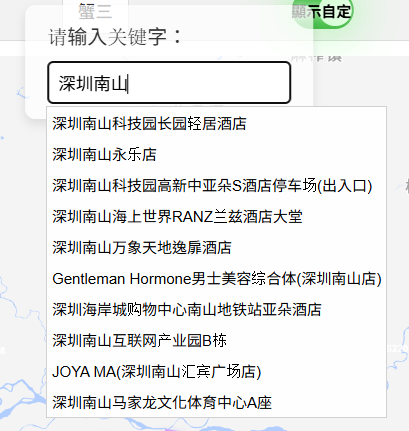 蟹三
显示自定
请输入关键字：
深圳南山
深圳南山科技园长园轻居酒店
深圳南山永乐店
深圳南山科技园高新中亚朵S酒店停车场(出入口)
深圳南山海上世界RANZ兰兹酒店大堂
深圳南山万象天地逸扉酒店
Gentleman Hormone男士美容综合体(深圳南山店)
深圳海岸城购物中心南山地铁站亚朵酒店
深圳南山互联网产业园B栋
JOYA MA(深圳南山汇宾广场店)
深圳南山马家龙文化体育中心A座